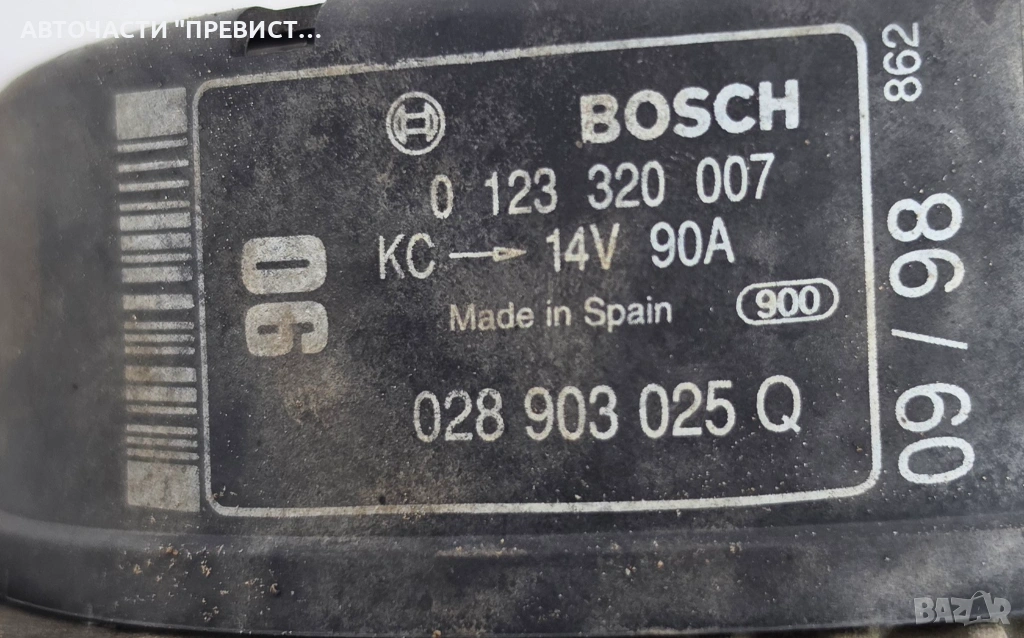 АВТОЧАСТИ "ПРЕВИСТ...
BOSCH
0 123 320 007
KC → 14V 90A
Made in Spain 900
028 903 025 Q
90
862
09 / 98
BAZAR